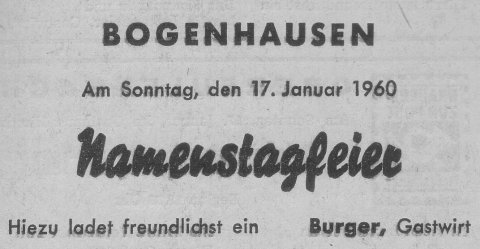 BOGENHAUSEN
Am Sonntag, den 17. Januar 1960
Namenstagfeier
Hiezu ladet freundlichst ein Burger, Gastwirt